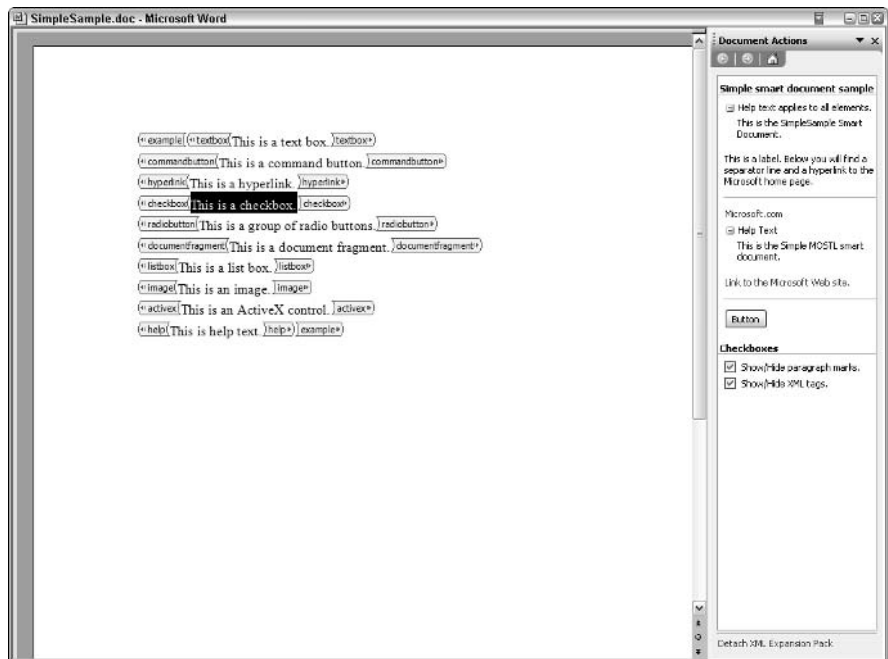 SimpleSample.doc - Microsoft Word
example textbox This is a text box. textbox
commandbutton This is a command button. commandbutton
hyperlink This is a hyperlink. hyperlink
checkbox This is a checkbox. checkbox
radiobutton This is a group of radio buttons. radiobutton
documentfragment This is a document fragment. documentfragment
listbox This is a list box. listbox
image This is an image. image
activex This is an ActiveX control. activex
help This is help text. help example
Document Actions
Simple smart document sample
Help text applies to all elements.
This is the SimpleSample Smart
Document.
This is a label. Below you will find a
separator line and a hyperlink to the
Microsoft home page.
Microsoft.com
Help Text
This is the Simple MOSTL smart
document.
Link to the Microsoft Web site.
Button
Checkboxes
Show/Hide paragraph marks.
Show/Hide XML tags.
Detach XML Expansion Pack